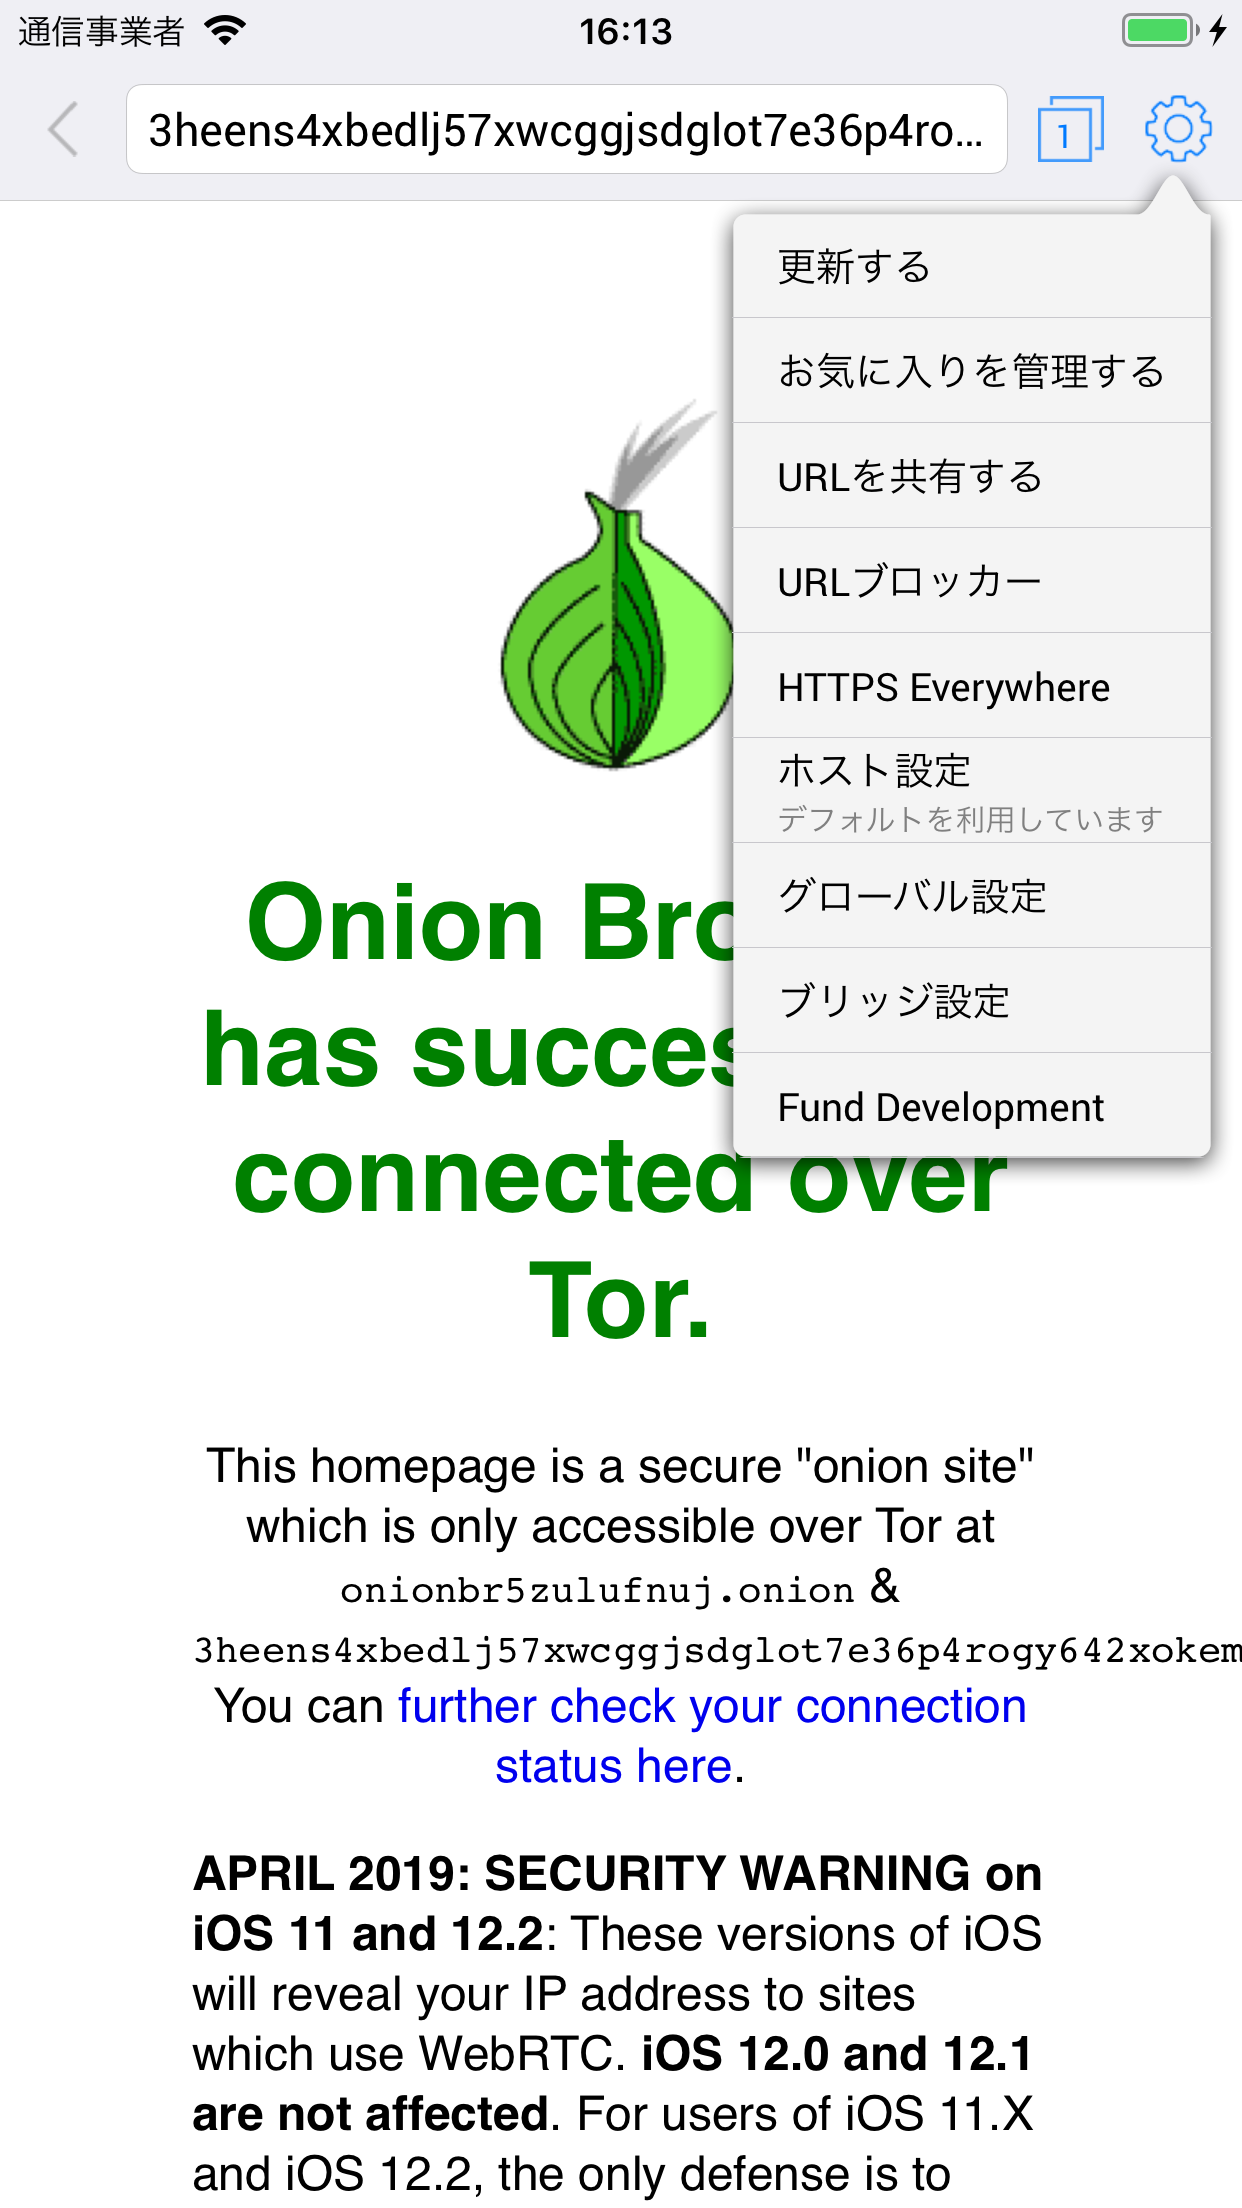 通信事業者 16:13
3heens4xbedlj57xwcggjsdglot7e36p4ro...
1
更新する
お気に入りを管理する
URLを共有する
URLブロッカー
HTTPS Everywhere
ホスト設定
デフォルトを利用しています
グローバル設定
ブリッジ設定
Fund Development
Onion Bro
has succes
connected over
Tor.
This homepage is a secure "onion site"
which is only accessible over Tor at
onionbr5zulufnuj.onion &
3heens4xbedlj57xwcggjsdglot7e36p4rogy642xokem
You can further check your connection
status here.
APRIL 2019: SECURITY WARNING on
iOS 11 and 12.2: These versions of iOS
will reveal your IP address to sites
which use WebRTC. iOS 12.0 and 12.1
are not affected. For users of iOS 11.X
and iOS 12.2, the only defense is to